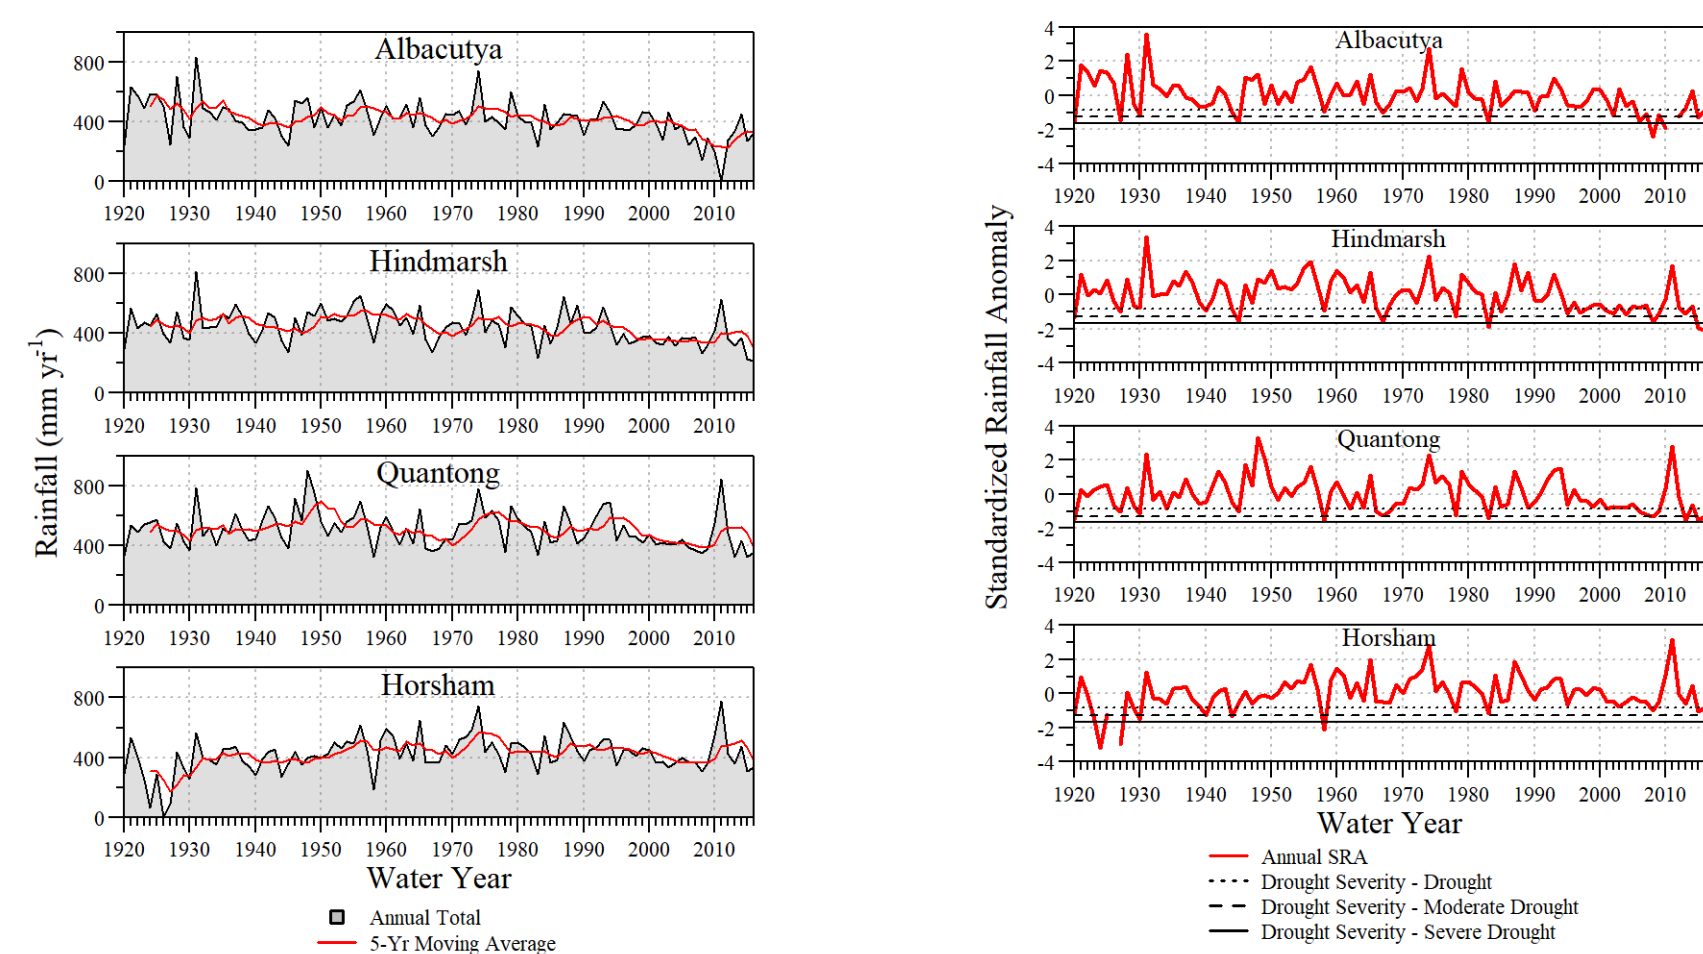 Rainfall (mm yr-1)
Albacutya
800
400
0
1920 1930 1940 1950 1960 1970 1980 1990 2000 2010
Hindmarsh
800
400
0
1920 1930 1940 1950 1960 1970 1980 1990 2000 2010
Quantong
800
400
0
1920 1930 1940 1950 1960 1970 1980 1990 2000 2010
Horsham
800
400
0
1920 1930 1940 1950 1960 1970 1980 1990 2000 2010
Water Year
Annual Total
5-Yr Moving Average
Standardized Rainfall Anomaly
Albacutya
4
2
0
-2
-4
1920 1930 1940 1950 1960 1970 1980 1990 2000 2010
Hindmarsh
4
2
0
-2
-4
1920 1930 1940 1950 1960 1970 1980 1990 2000 2010
Quantong
4
2
0
-2
-4
1920 1930 1940 1950 1960 1970 1980 1990 2000 2010
Horsham
4
2
0
-2
-4
1920 1930 1940 1950 1960 1970 1980 1990 2000 2010
Water Year
Annual SRA
Drought Severity - Drought
Drought Severity - Moderate Drought
Drought Severity - Severe Drought